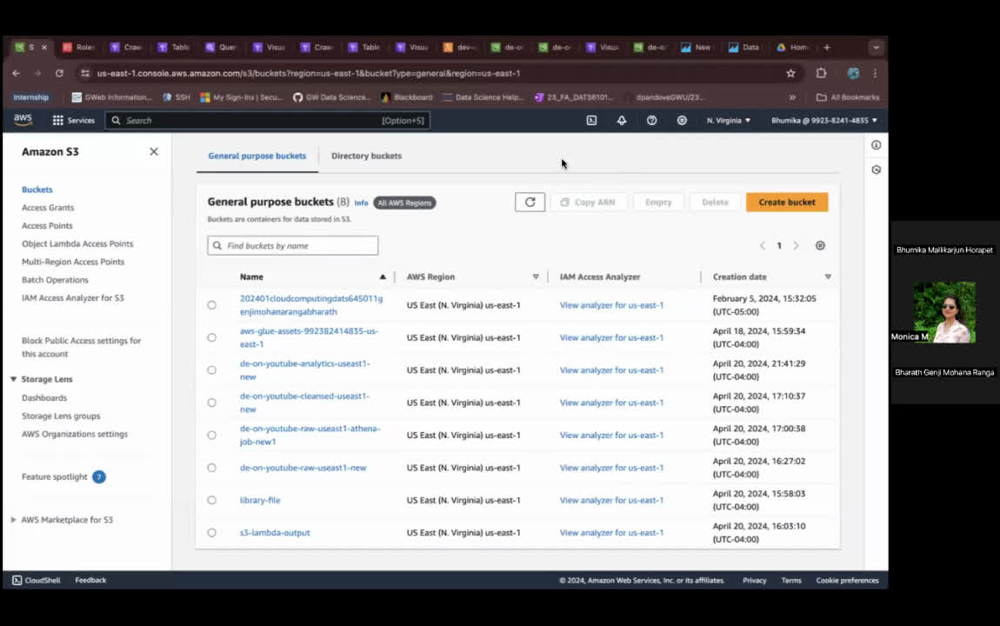 S
Roles
Craw
Table
Quer
Visua
Craw
Table
Visua
dev-
de-o
de-o
Visua
de-o
New
Data
Hom
us-east-1.console.aws.amazon.com/s3/buckets?region=us-east-1&bucketType=general&region=us-east-1
Internship
GWeb Information...
SSH
My Sign-Ins | Secu...
GW Data Science...
Blackboard
Data Science Help...
23_FA_DATS6101...
dpandoveGWU/23...
»
All Bookmarks
aws
Services
Search
[Option+S]
N. Virginia
Bhumika @ 9923-8241-4835
Amazon S3
Buckets
Access Grants
Access Points
Object Lambda Access Points
Multi-Region Access Points
Batch Operations
IAM Access Analyzer for S3
Block Public Access settings for
this account
Storage Lens
Dashboards
Storage Lens groups
AWS Organizations settings
Feature spotlight 7
AWS Marketplace for S3
General purpose buckets
Directory buckets
General purpose buckets (8) Info All AWS Regions
Buckets are containers for data stored in S3.
Copy ARN
Empty
Delete
Create bucket
Find buckets by name
1
Name
AWS Region
IAM Access Analyzer
Creation date
202401cloudcomputingdats645011g
enjimohanarangabharath
US East (N. Virginia) us-east-1
View analyzer for us-east-1
February 5, 2024, 15:32:05
(UTC-05:00)
aws-glue-assets-992382414835-us-
east-1
US East (N. Virginia) us-east-1
View analyzer for us-east-1
April 18, 2024, 15:59:34
(UTC-04:00)
de-on-youtube-analytics-useast1-
new
US East (N. Virginia) us-east-1
View analyzer for us-east-1
April 20, 2024, 21:41:29
(UTC-04:00)
de-on-youtube-cleansed-useast1-
new
US East (N. Virginia) us-east-1
View analyzer for us-east-1
April 20, 2024, 17:10:37
(UTC-04:00)
de-on-youtube-raw-useast1-athena-
job-new1
US East (N. Virginia) us-east-1
View analyzer for us-east-1
April 20, 2024, 17:00:38
(UTC-04:00)
de-on-youtube-raw-useast1-new
US East (N. Virginia) us-east-1
View analyzer for us-east-1
April 20, 2024, 16:27:02
(UTC-04:00)
library-file
US East (N. Virginia) us-east-1
View analyzer for us-east-1
April 20, 2024, 15:58:03
(UTC-04:00)
s3-lambda-output
US East (N. Virginia) us-east-1
View analyzer for us-east-1
April 20, 2024, 16:03:10
(UTC-04:00)
CloudShell
Feedback
© 2024, Amazon Web Services, Inc. or its affiliates.
Privacy
Terms
Cookie preferences
Bhumika Mallikarjun Horapet
Monica M
Bharath Genji Mohana Ranga